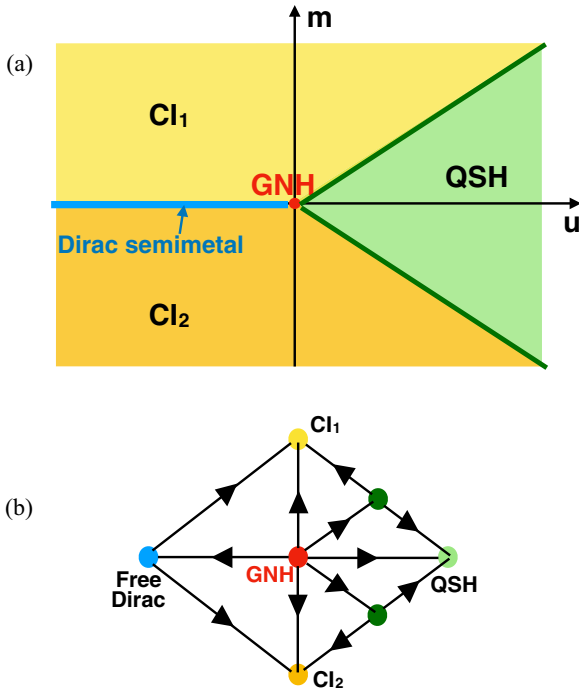 (a)
m
CI₁
GNH
QSH
u
Dirac semimetal
CI₂
(b)
CI₁
Free
Dirac
GNH
QSH
CI₂